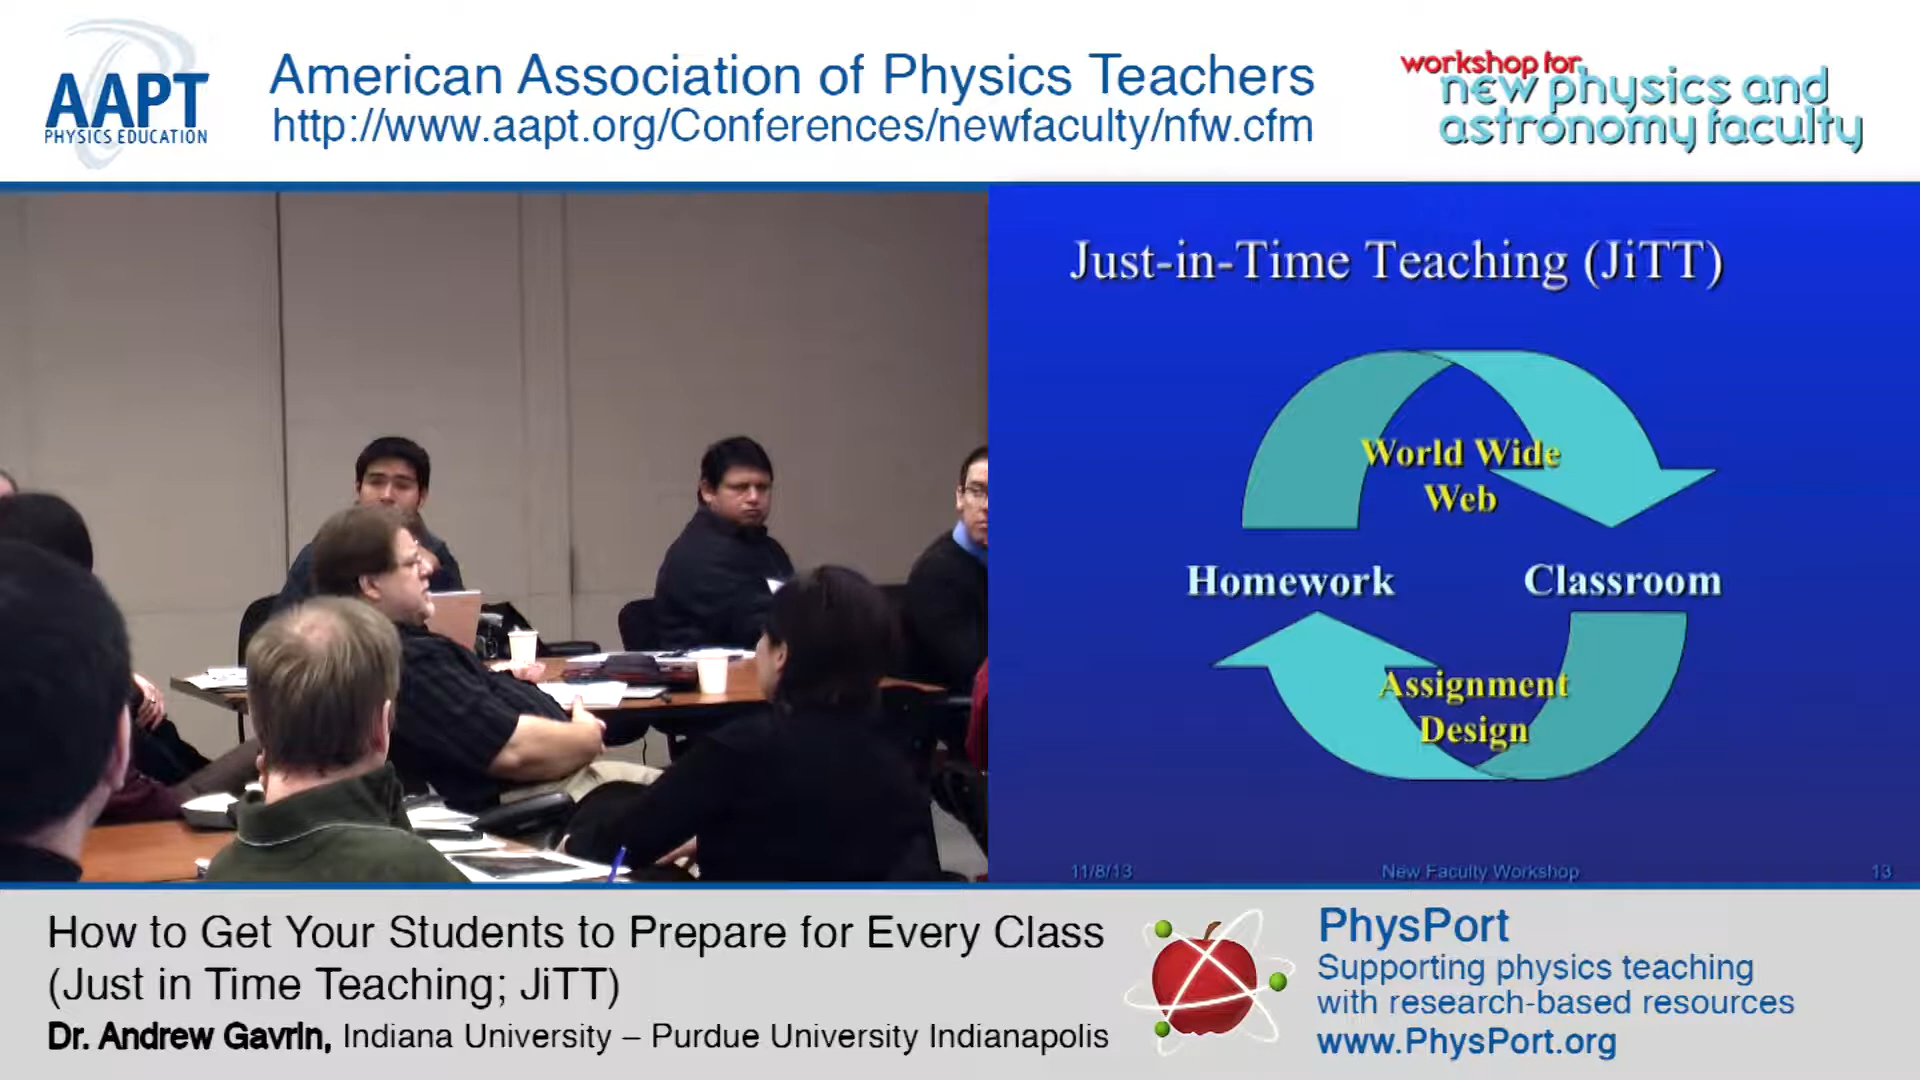 AAPT
PHYSICS EDUCATION
American Association of Physics Teachers
http://www.aapt.org/Conferences/newfaculty/nfw.cfm
workshop for
new physics and
astronomy faculty
Just-in-Time Teaching (JiTT)
World Wide
Web
Homework
Classroom
Assignment
Design
11/8/13
New Faculty Workshop
13
How to Get Your Students to Prepare for Every Class
(Just in Time Teaching; JiTT)
Dr. Andrew Gavrin, Indiana University – Purdue University Indianapolis
PhysPort
Supporting physics teaching
with research-based resources
www.PhysPort.org